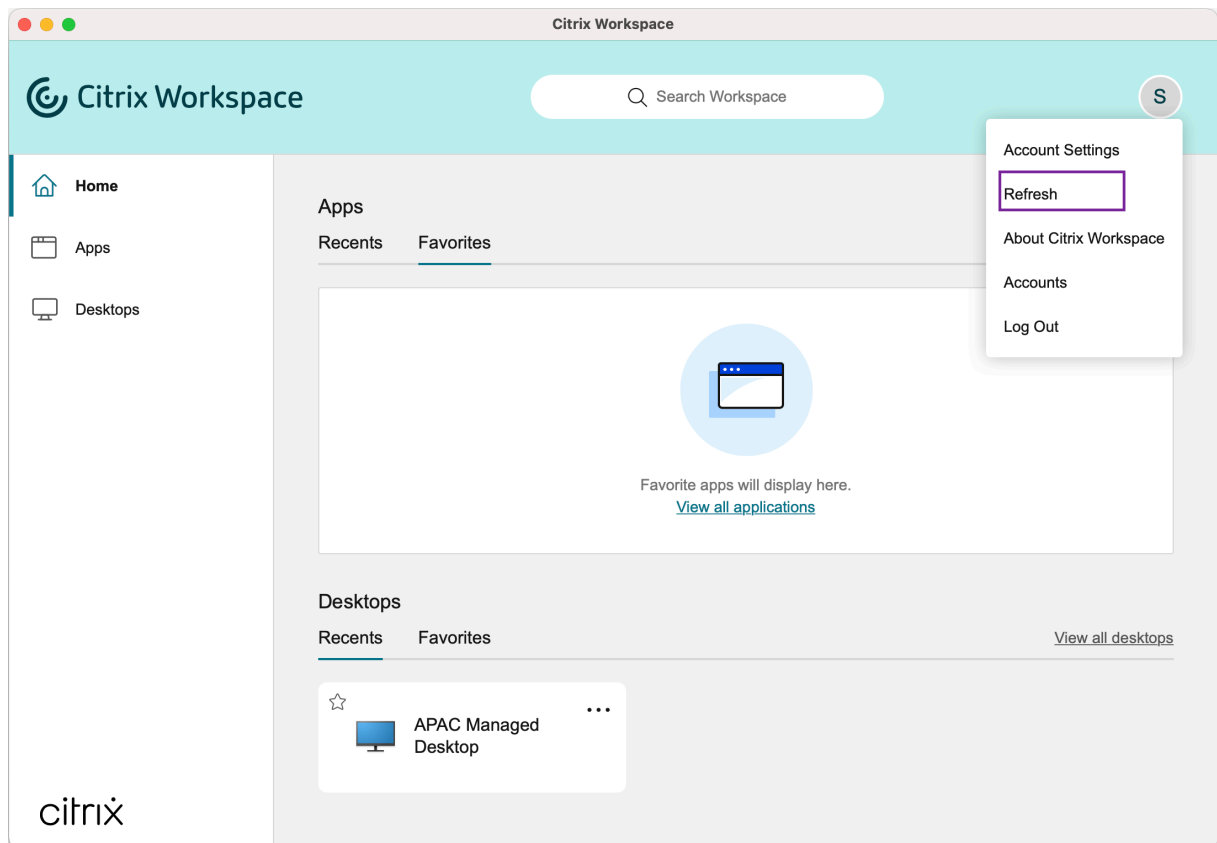 Citrix Workspace
Citrix Workspace
Search Workspace
S
Account Settings
Refresh
About Citrix Workspace
Accounts
Log Out
Home
Apps
Desktops
Apps
Recents Favorites
Favorite apps will display here.
View all applications
Desktops
Recents Favorites View all desktops
APAC Managed
Desktop
citrix